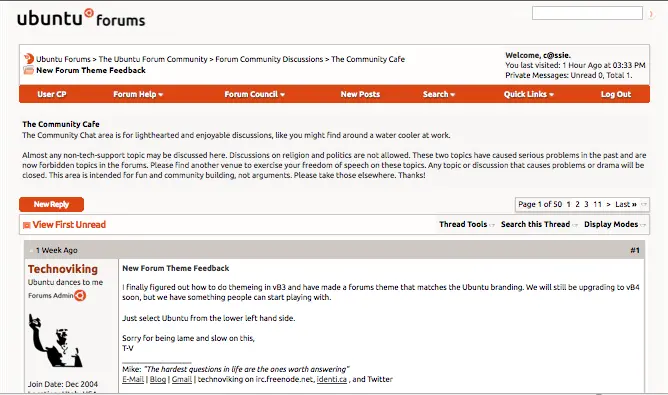 ubuntu forums
Ubuntu Forums > The Ubuntu Forum Community > Forum Community Discussions > The Community Cafe
New Forum Theme Feedback
Welcome, c@ssie.
You last visited: 1 Hour Ago at 03:33 PM
Private Messages: Unread 0, Total 1.
User CP Forum Help Forum Council New Posts Search Quick Links Log Out
The Community Cafe
The Community Chat area is for lighthearted and enjoyable discussions, like you might find around a water cooler at work.
Almost any non-tech-support topic may be discussed here. Discussions on religion and politics are not allowed. These two topics have caused serious problems in the past and are
now forbidden topics in the forums. Please find another venue to exercise your freedom of speech on these topics. Any topic or discussion that causes problems or drama will be
closed. This area is intended for fun and community building, not arguments. Please take those elsewhere. Thanks!
New Reply
Page 1 of 50 1 2 3 11 > Last »
View First Unread
Thread Tools Search this Thread Display Modes
1 Week Ago
#1
Technoviking
Ubuntu dances to me
Forums Admin
Join Date: Dec 2004
New Forum Theme Feedback
I finally figured out how to do themeing in vB3 and have made a forums theme that matches the Ubuntu branding. We will still be upgrading to vB4
soon, but we have something people can start playing with.
Just select Ubuntu from the lower left hand side.
Sorry for being lame and slow on this,
T-V
Mike: "The hardest questions in life are the ones worth answering"
E-Mail | Blog | Gmail | technoviking on irc.freenode.net, identi.ca , and Twitter